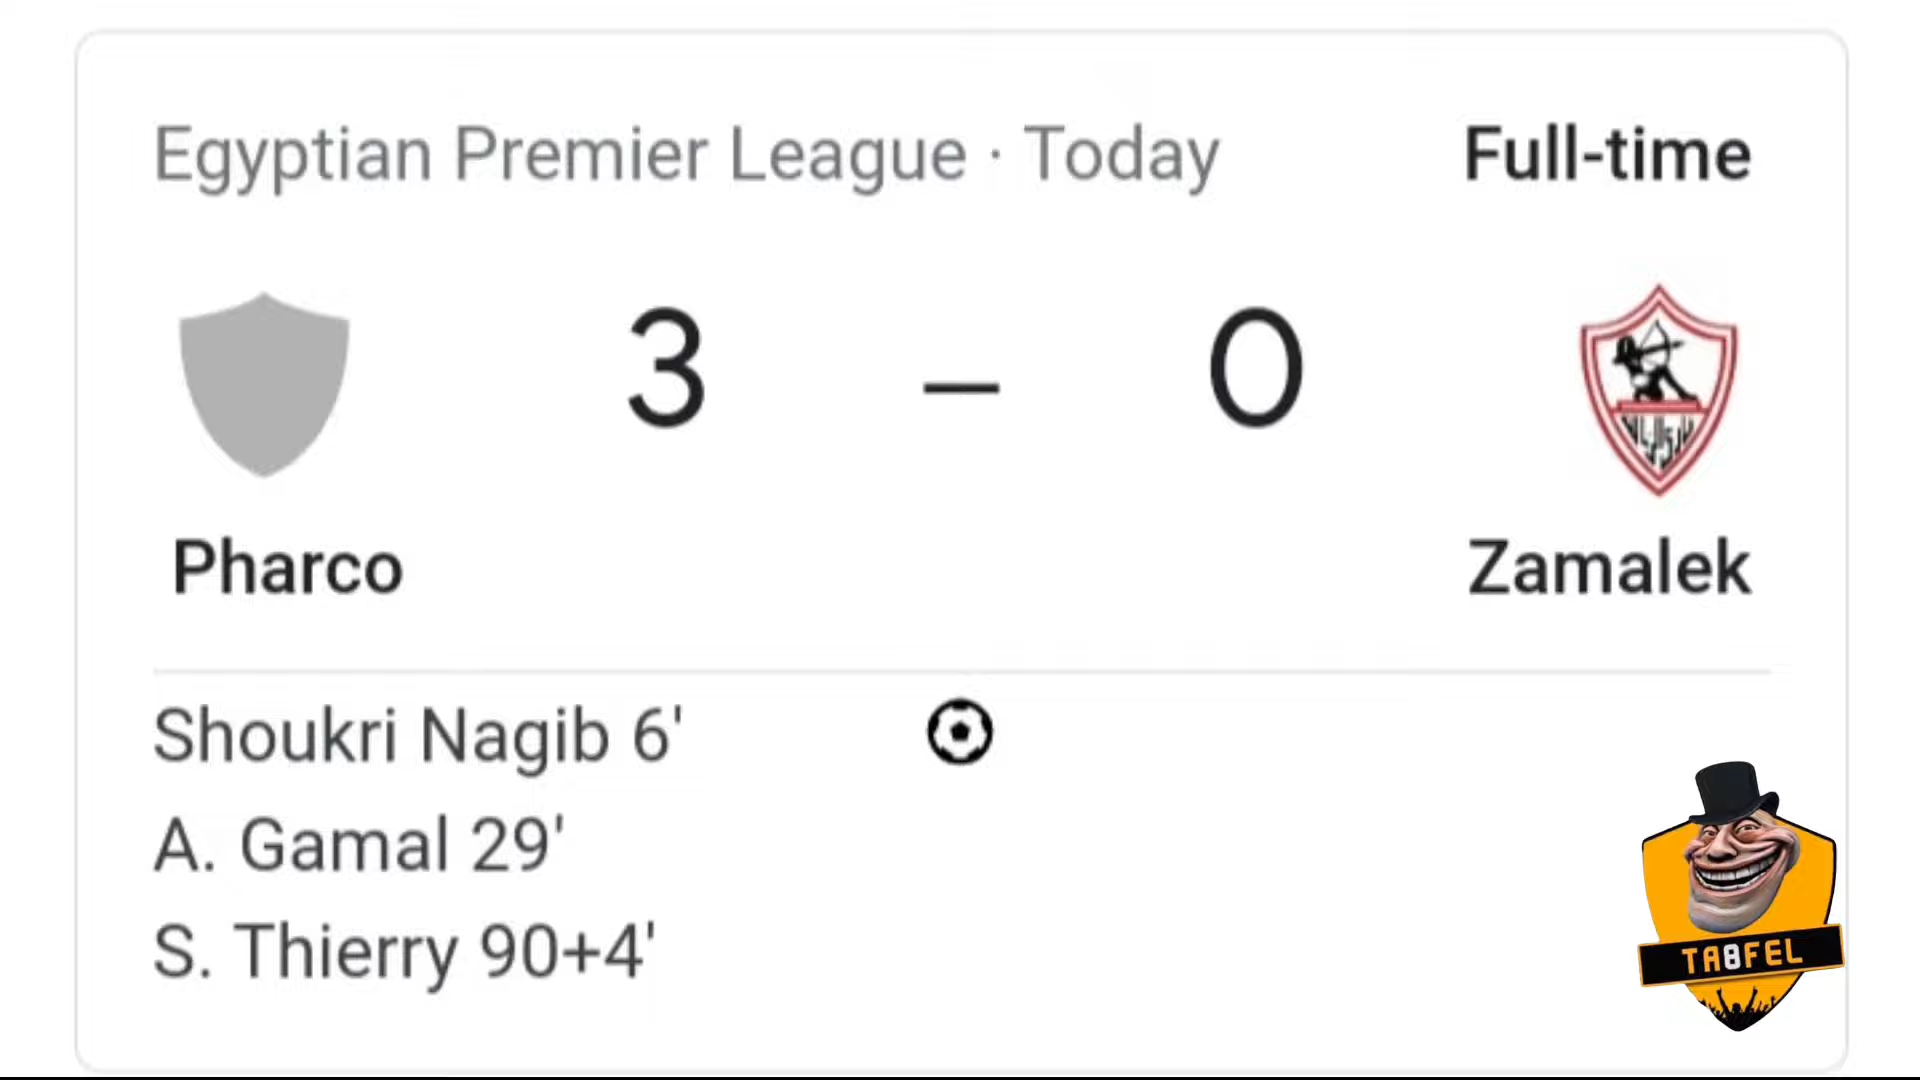 Egyptian Premier League · Today
Full-time
3 – 0
Pharco
Zamalek
Shoukri Nagib 6'
A. Gamal 29'
S. Thierry 90+4'
TA8FEL